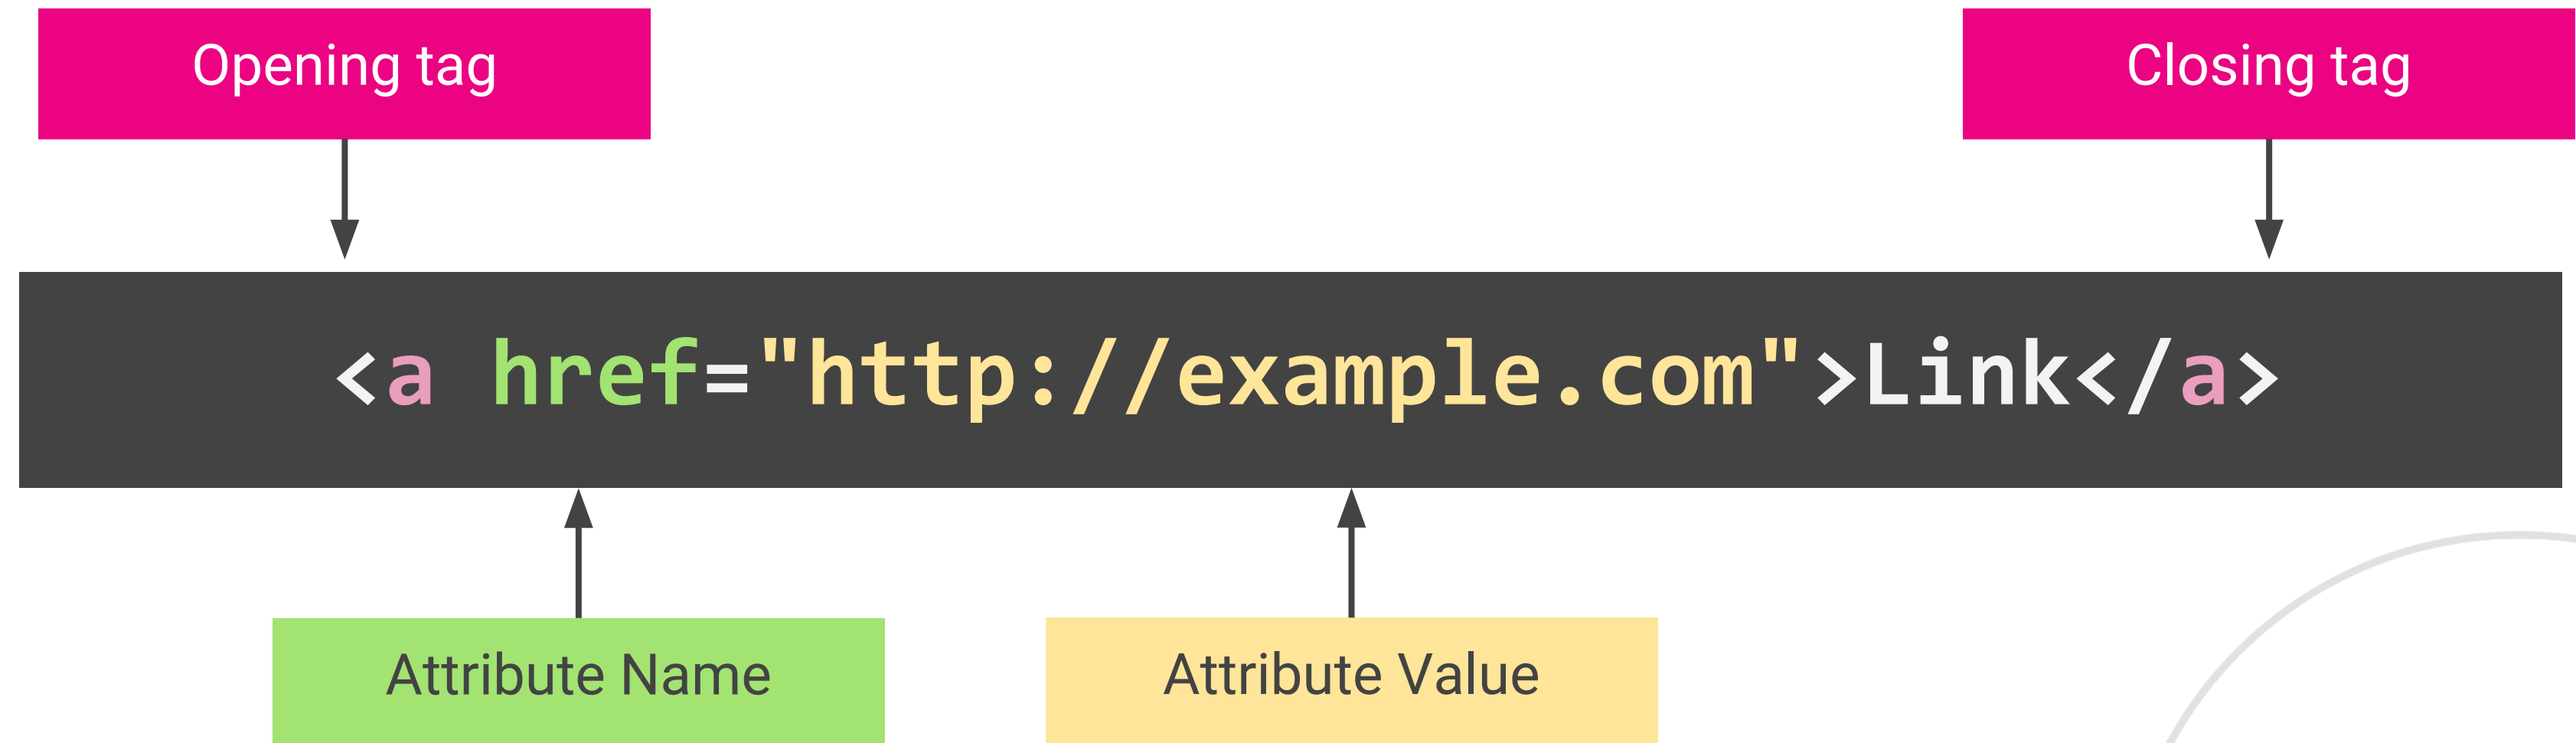 Opening tag
Closing tag
<a href="http://example.com">Link</a>
Attribute Name
Attribute Value